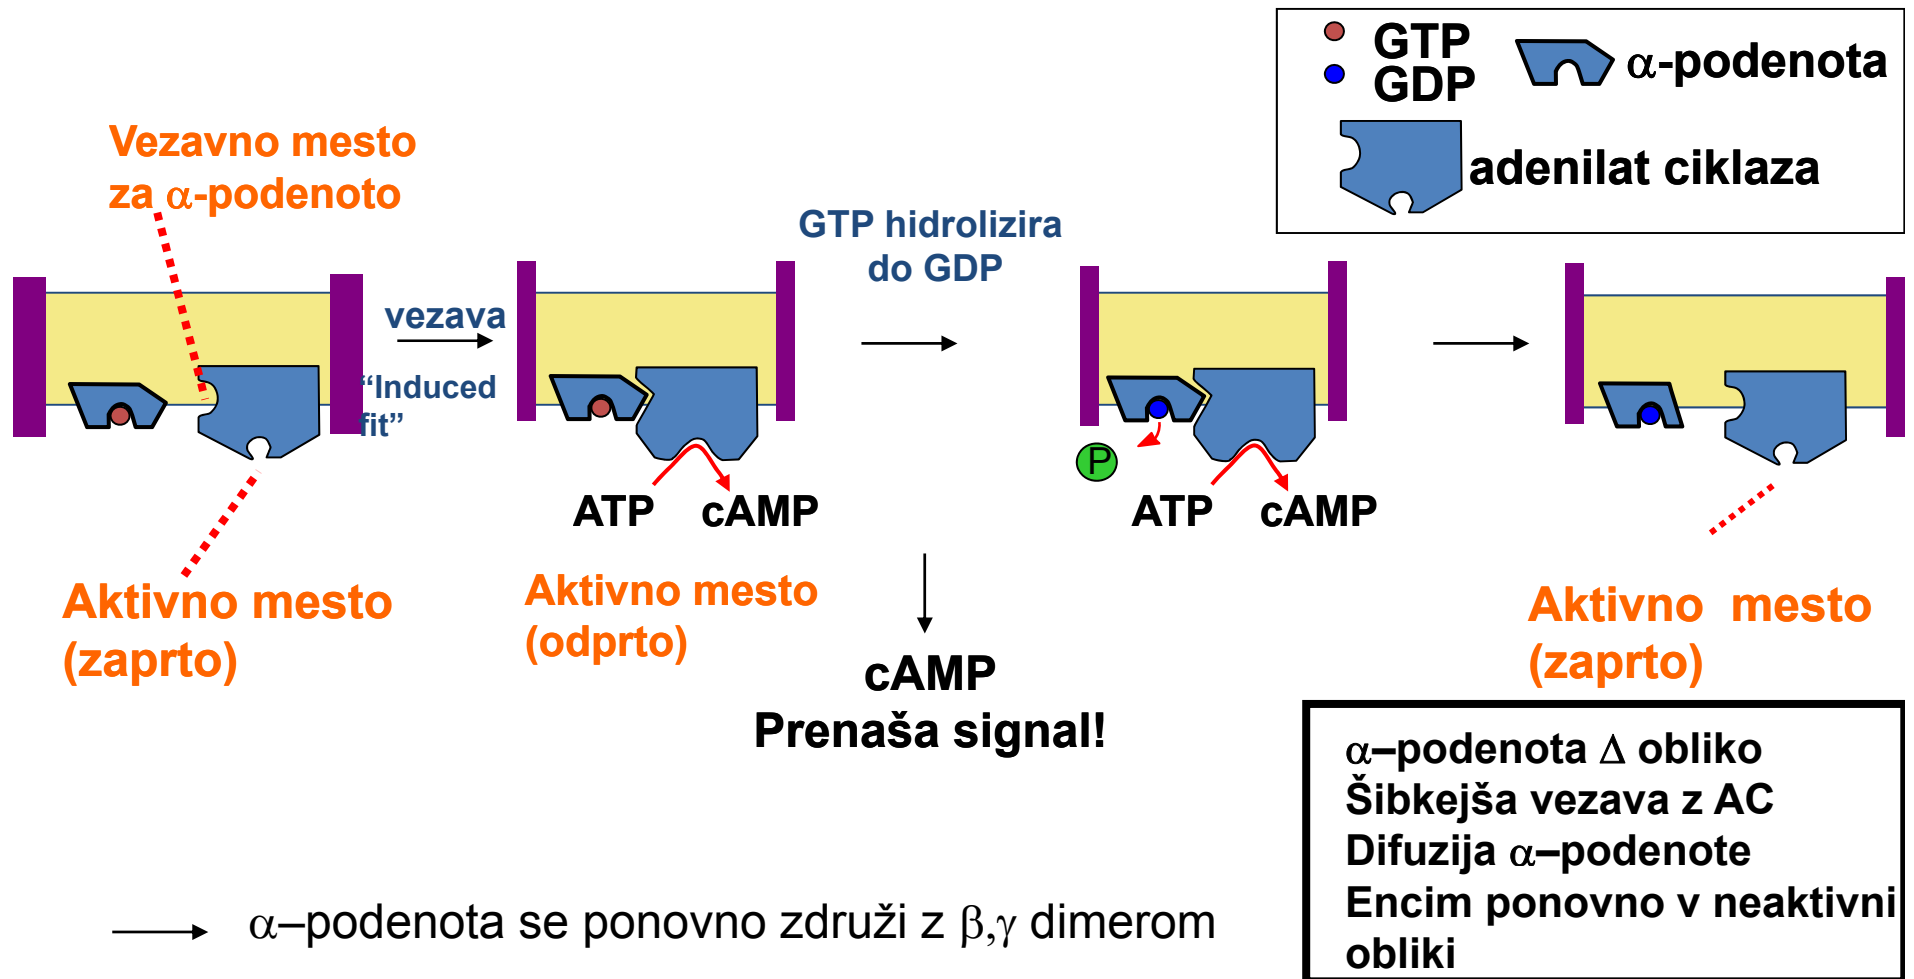 GTP
GDP
α-podenota
adenilat ciklaza
Vezavno mesto
za α-podenoto
GTP hidrolizira
do GDP
vezava
“Induced
fit”
P
ATP cAMP
ATP cAMP
Aktivno mesto
(zaprto)
Aktivno mesto
(odprto)
Aktivno mesto
(zaprto)
cAMP
Prenaša signal!
α–podenota Δ obliko
Šibkejša vezava z AC
Difuzija α–podenote
Encim ponovno v neaktivni
obliki
α–podenota se ponovno združi z β,γ dimerom